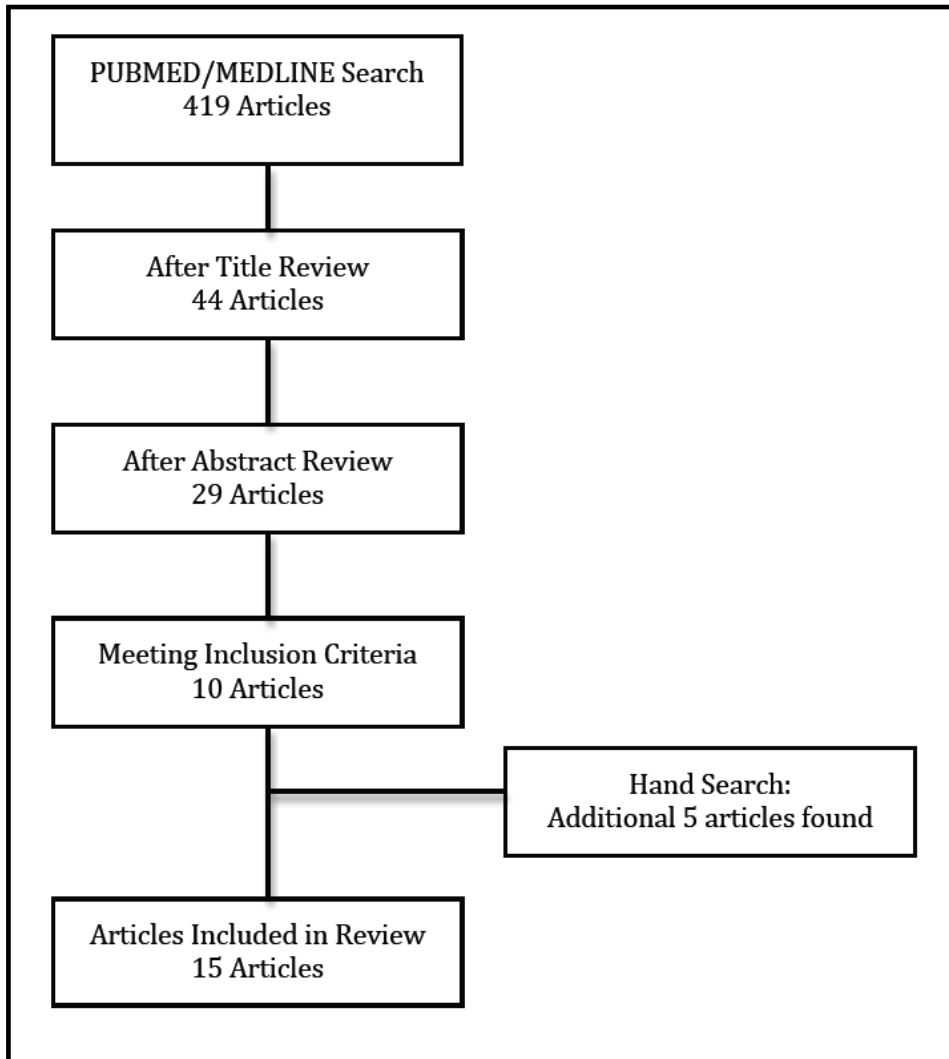 PUBMED/MEDLINE Search
419 Articles
After Title Review
44 Articles
After Abstract Review
29 Articles
Meeting Inclusion Criteria
10 Articles
Hand Search:
Additional 5 articles found
Articles Included in Review
15 Articles